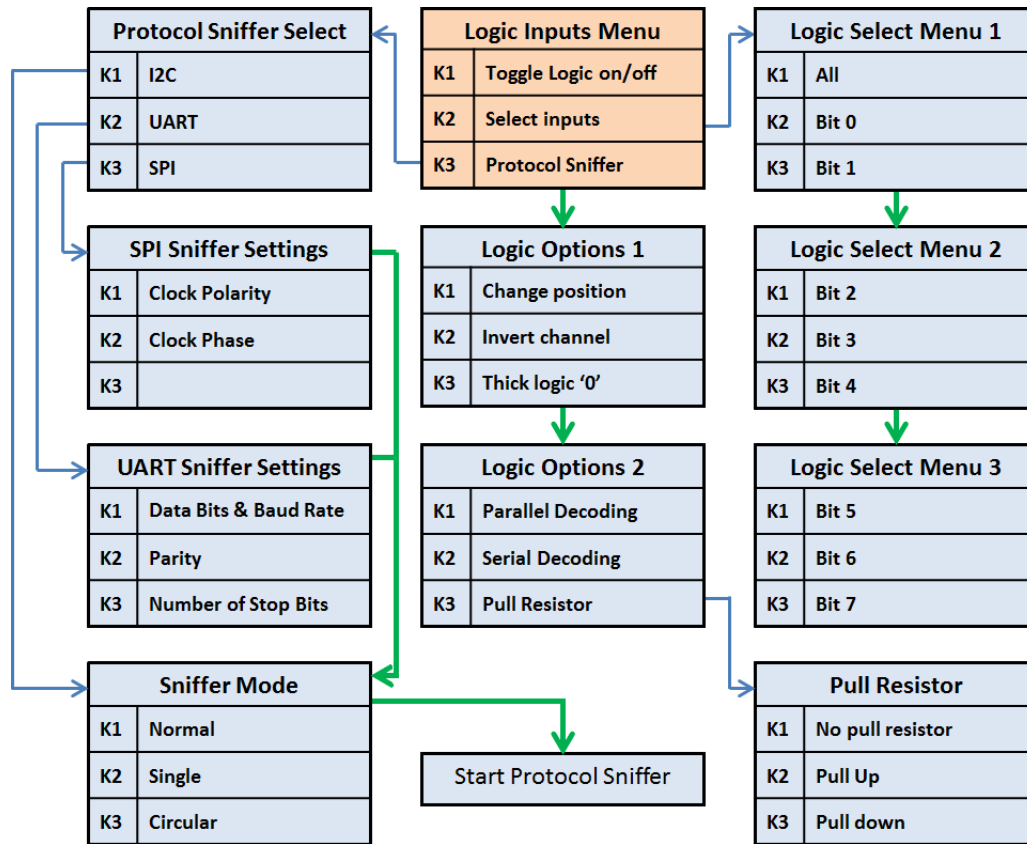 Protocol Sniffer Select
K1 I2C
K2 UART
K3 SPI
Logic Inputs Menu
K1 Toggle Logic on/off
K2 Select inputs
K3 Protocol Sniffer
Logic Select Menu 1
K1 All
K2 Bit 0
K3 Bit 1
SPI Sniffer Settings
K1 Clock Polarity
K2 Clock Phase
K3
Logic Options 1
K1 Change position
K2 Invert channel
K3 Thick logic ‘0’
Logic Select Menu 2
K1 Bit 2
K2 Bit 3
K3 Bit 4
UART Sniffer Settings
K1 Data Bits & Baud Rate
K2 Parity
K3 Number of Stop Bits
Logic Options 2
K1 Parallel Decoding
K2 Serial Decoding
K3 Pull Resistor
Logic Select Menu 3
K1 Bit 5
K2 Bit 6
K3 Bit 7
Sniffer Mode
K1 Normal
K2 Single
K3 Circular
Start Protocol Sniffer
Pull Resistor
K1 No pull resistor
K2 Pull Up
K3 Pull down